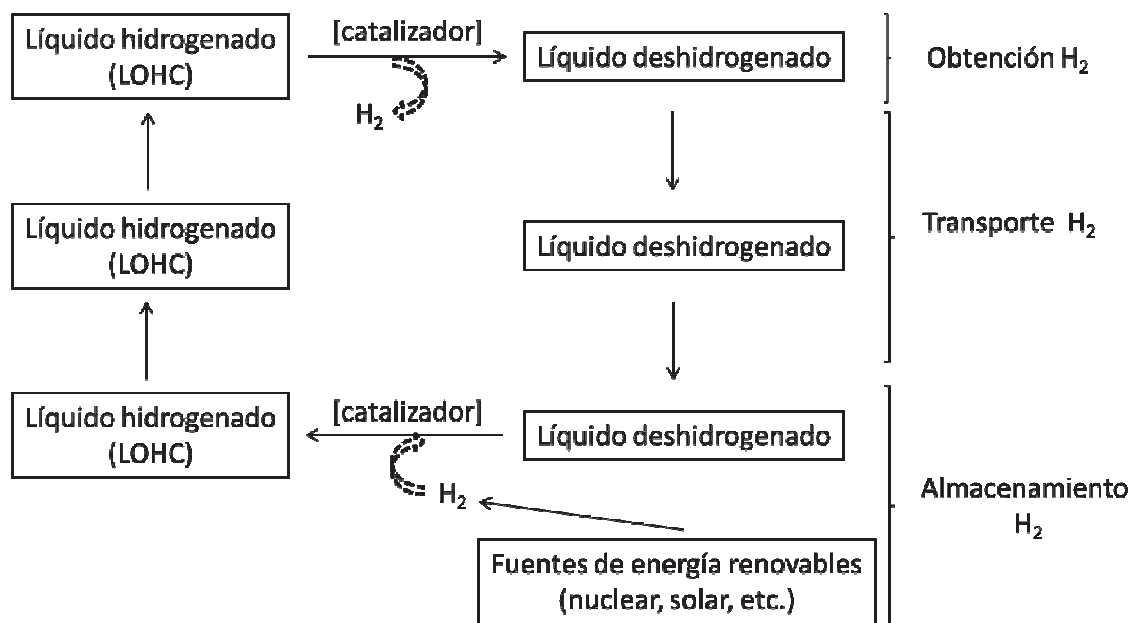 Líquido hidrogenado
(LOHC)
[catalizador]
H₂
Líquido deshidrogenado
Obtención H₂
Líquido hidrogenado
(LOHC)
Líquido deshidrogenado
Transporte H₂
Líquido hidrogenado
(LOHC)
[catalizador]
H₂
Líquido deshidrogenado
Almacenamiento
H₂
Fuentes de energía renovables
(nuclear, solar, etc.)